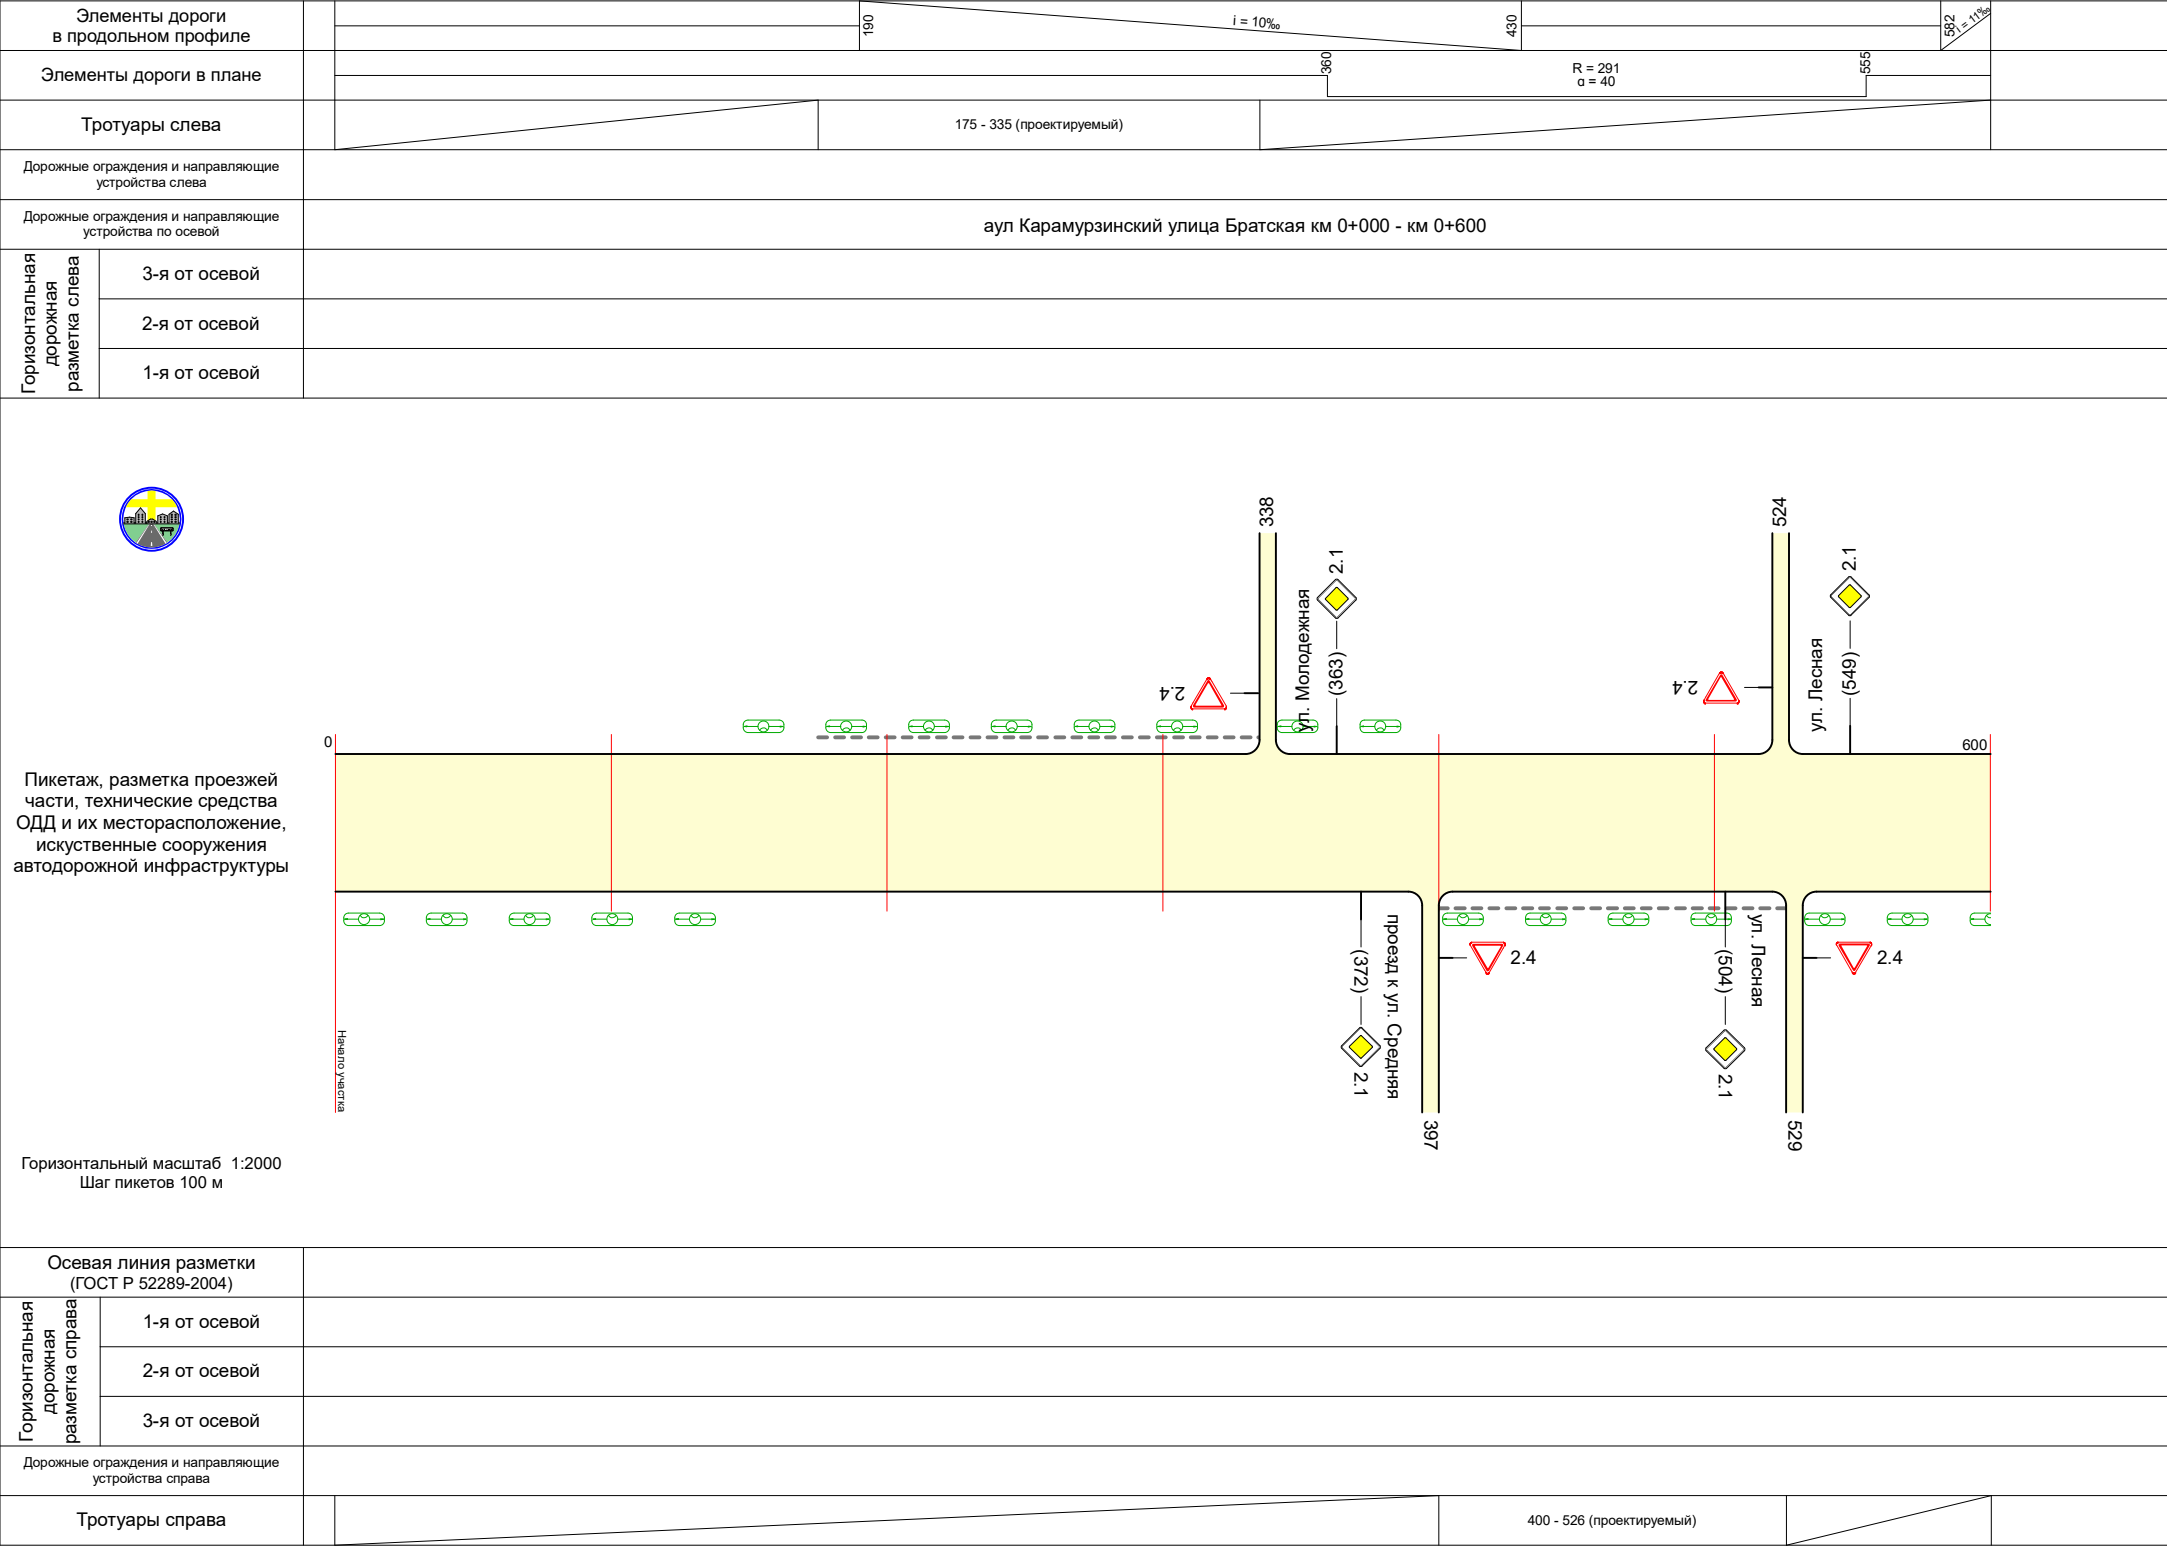 Элементы дороги
в продольном профиле
190
i = 10‰
430
582
i = 11‰
Элементы дороги в плане
360
R = 291
α = 40
555
Тротуары слева
175 - 335 (проектируемый)
Дорожные ограждения и направляющие
устройства слева
Дорожные ограждения и направляющие
устройства по осевой
аул Карамурзинский улица Братская км 0+000 - км 0+600
Горизонтальная
дорожная
разметка слева
3-я от осевой
2-я от осевой
1-я от осевой
338
524
2.1
2.1
ул. Молодежная
(363)
ул. Лесная
(549)
2.4
2.4
0
600
Пикетаж, разметка проезжей
части, технические средства
ОДД и их месторасположение,
искуственные сооружения
автодорожной инфраструктуры
Начало участка
(372)
2.1
проезд к ул. Средняя
2.4
(504)
2.1
ул. Лесная
2.4
397
529
Горизонтальный масштаб 1:2000
Шаг пикетов 100 м
Осевая линия разметки
(ГОСТ Р 52289-2004)
Горизонтальная
дорожная
разметка справа
1-я от осевой
2-я от осевой
3-я от осевой
Дорожные ограждения и направляющие
устройства справа
Тротуары справа
400 - 526 (проектируемый)